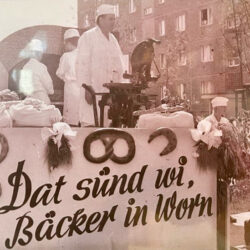 Dat sünd wi,
Bäcker in Worn